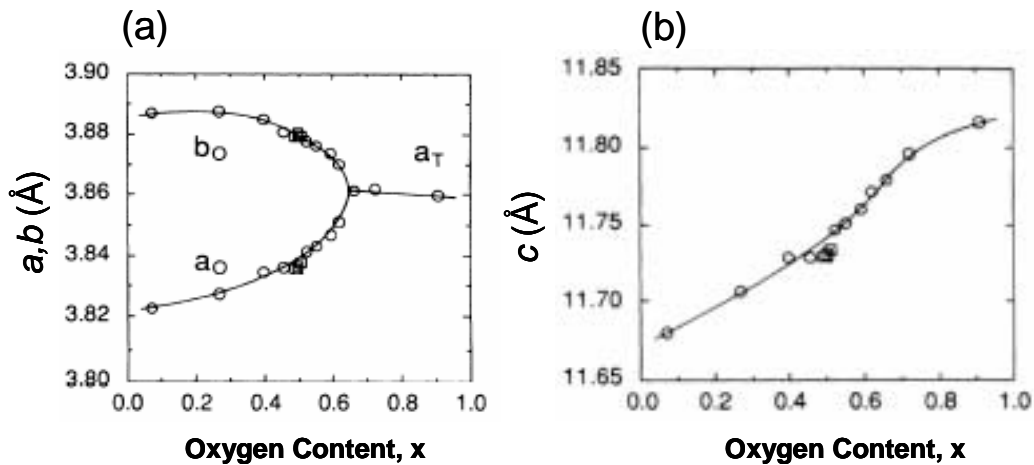 (a)
3.90
3.88
3.86
3.84
3.82
3.80
a,b (Å)
bO
aO
aT
0.0 0.2 0.4 0.6 0.8 1.0
Oxygen Content, x
(b)
11.85
11.80
11.75
11.70
11.65
c (Å)
0.0 0.2 0.4 0.6 0.8 1.0
Oxygen Content, x